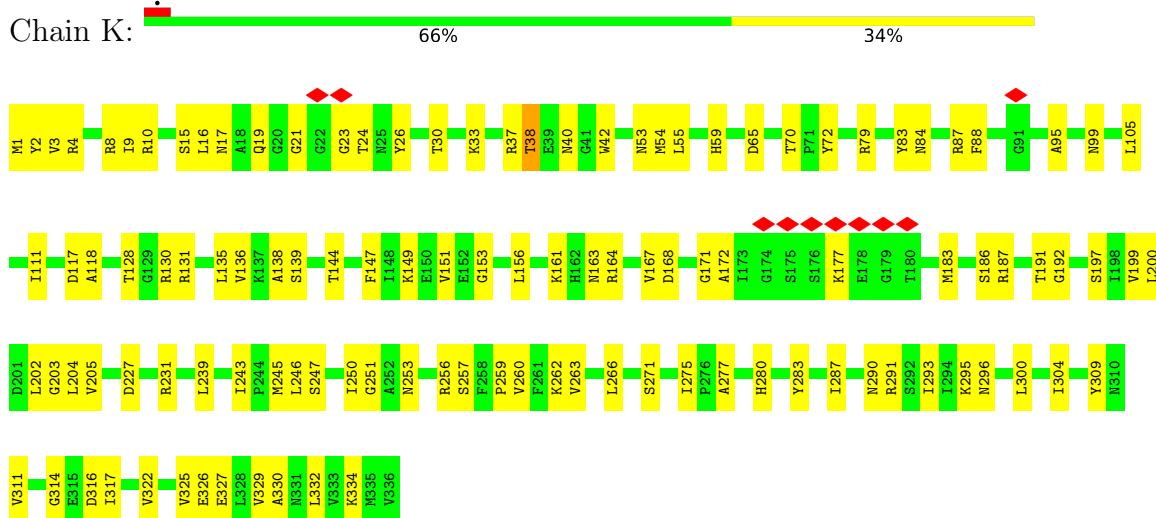 Chain K:
66% 34%
M1 Y2 V3 R4 R8 I9 R10 S15 L16 N17 A18 Q19 G20 G21 G22 G23 T24 N25 Y26 T30 K33 R37 T38 E39 N40 G41 W42 N53 M54 L55 H59 D65 T70 P71 Y72 R79 Y83 N84 R87 F88 G91 A95 N99 L105
I111 D117 A118 T128 G129 R130 R131 L135 V136 K137 A138 S139 T144 F147 I148 K149 E150 V151 E152 G153 L156 K161 H162 N163 R164 V167 D168 G171 A172 I173 G174 S175 S176 K177 E178 G179 T180 M183 S186 R187 T191 G192 S197 I198 V199 L200
D201 L202 G203 L204 V205 D227 R231 L239 I243 P244 M245 L246 S247 I250 G251 A252 N253 R256 S257 F258 P259 V260 F261 K262 V263 L266 S271 I275 P276 A277 H280 Y283 I287 N290 R291 S292 I293 I294 K295 N296 L300 I304 Y309 N310
V311 G314 E315 D316 I317 V322 V325 E326 E327 L328 V329 A330 N331 L332 V333 K334 M335 V336